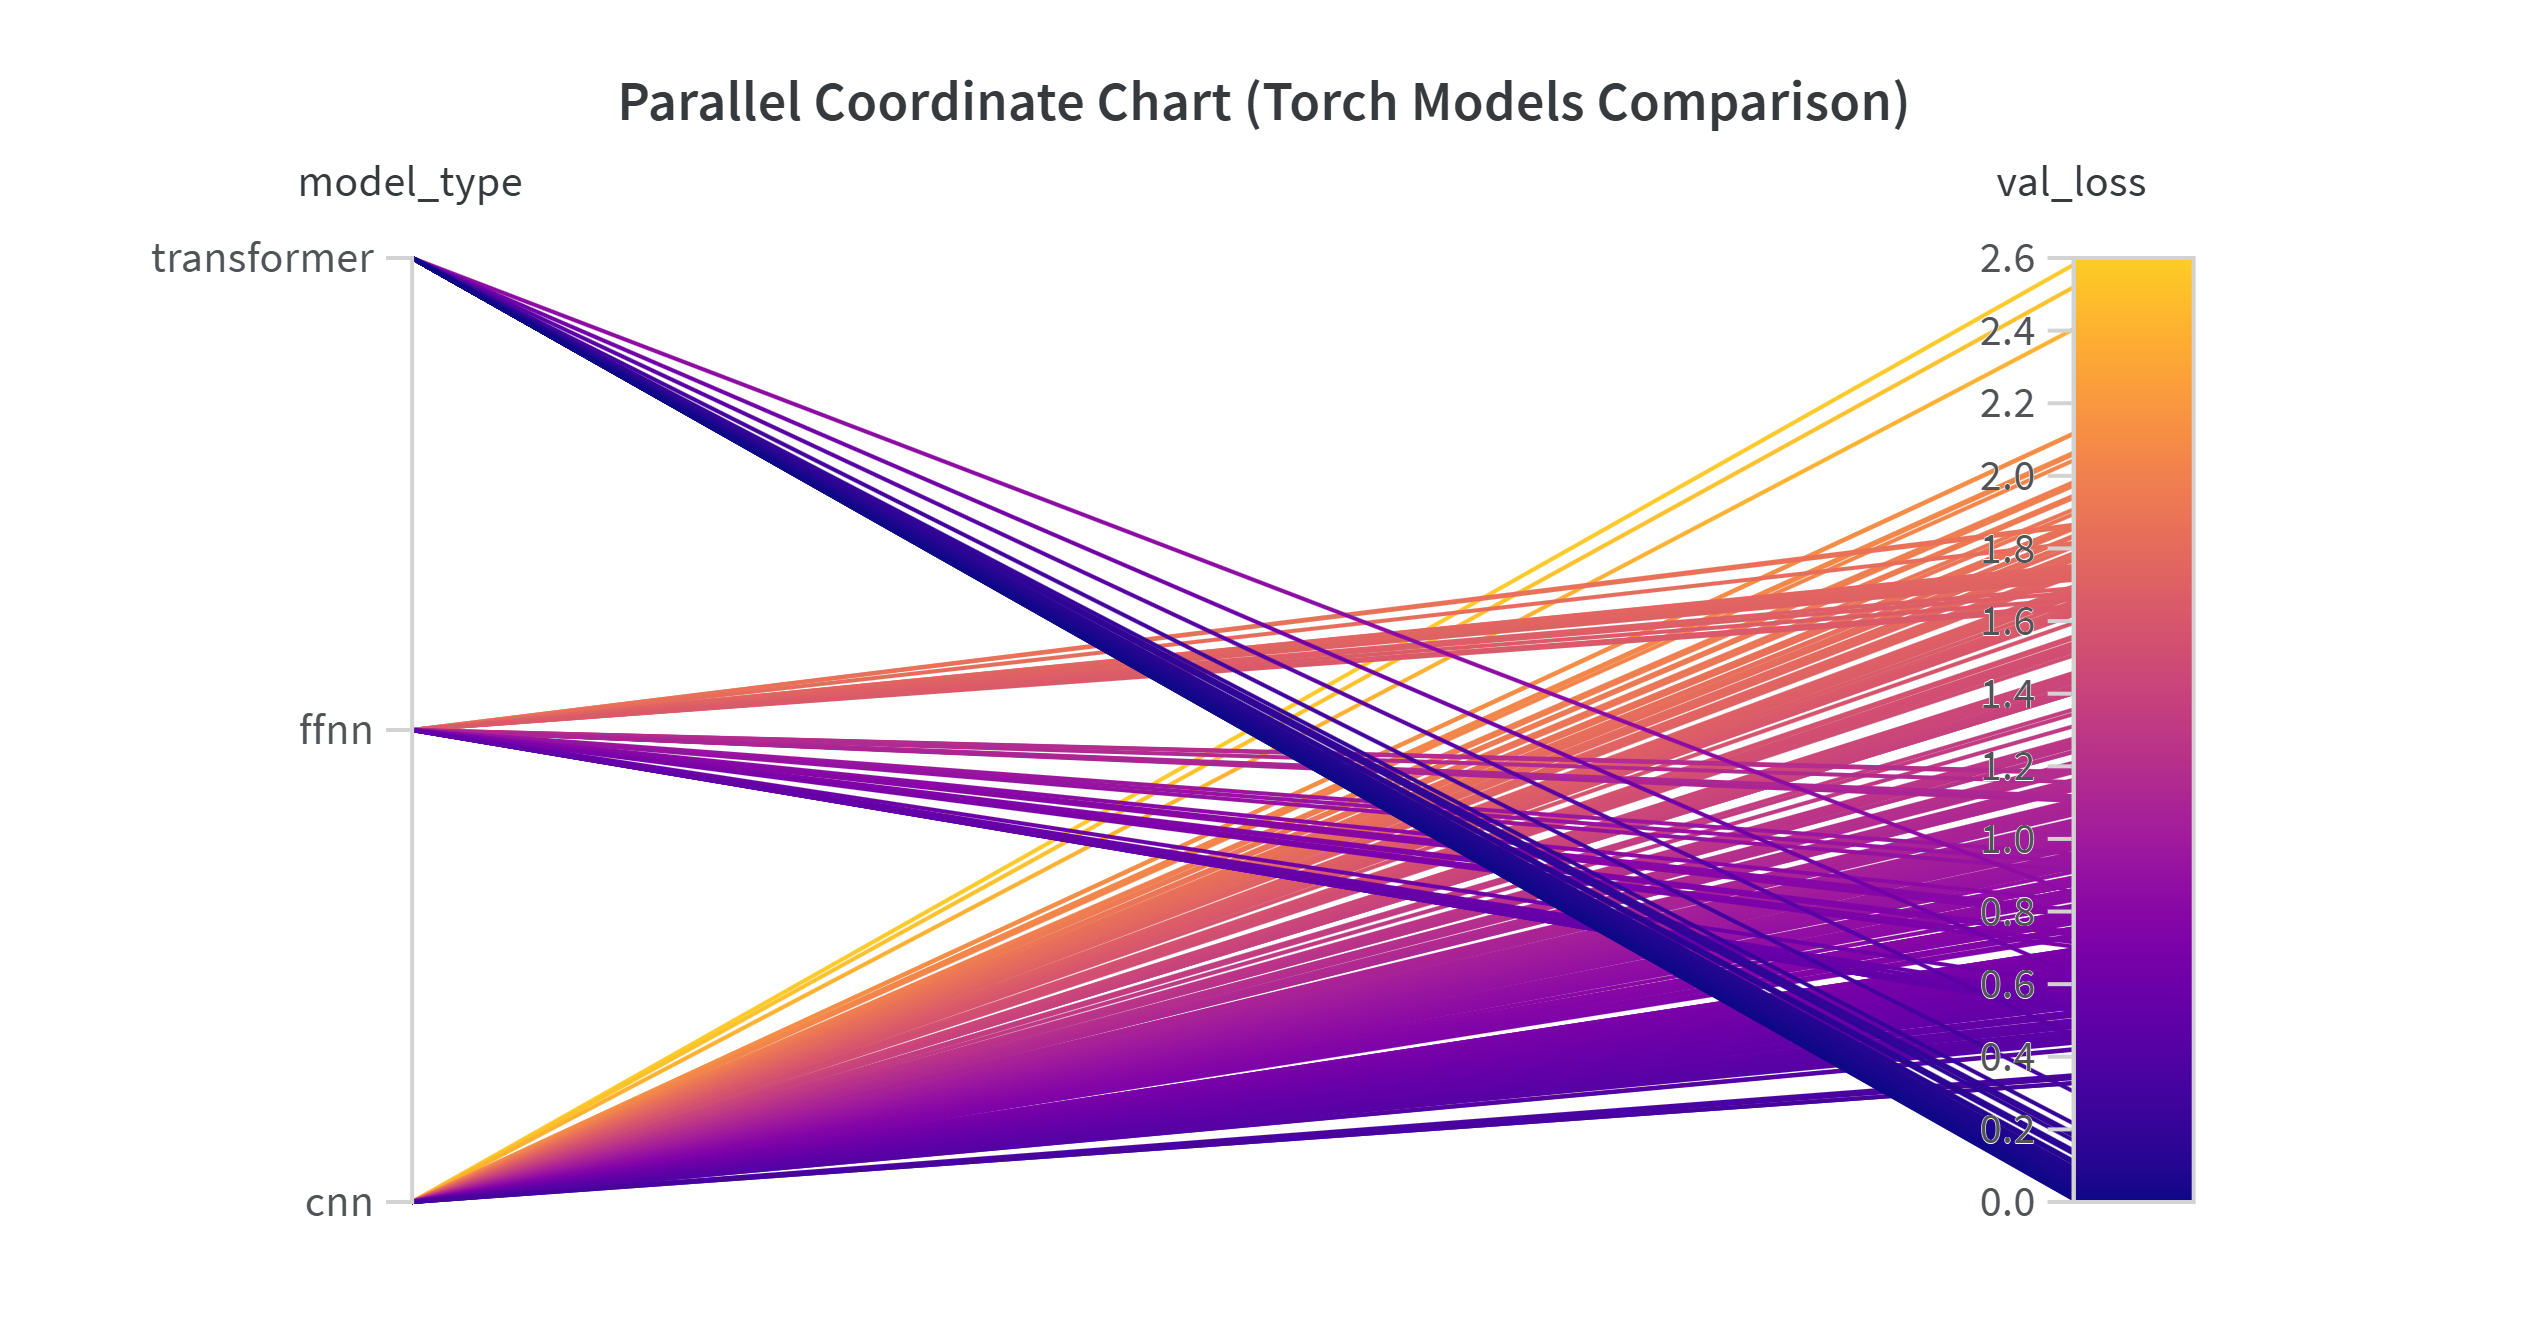 Parallel Coordinate Chart (Torch Models Comparison)
model_type
val_loss
transformer
ffnn
cnn
2.6
2.4
2.2
2.0
1.8
1.6
1.4
1.2
1.0
0.8
0.6
0.4
0.2
0.0